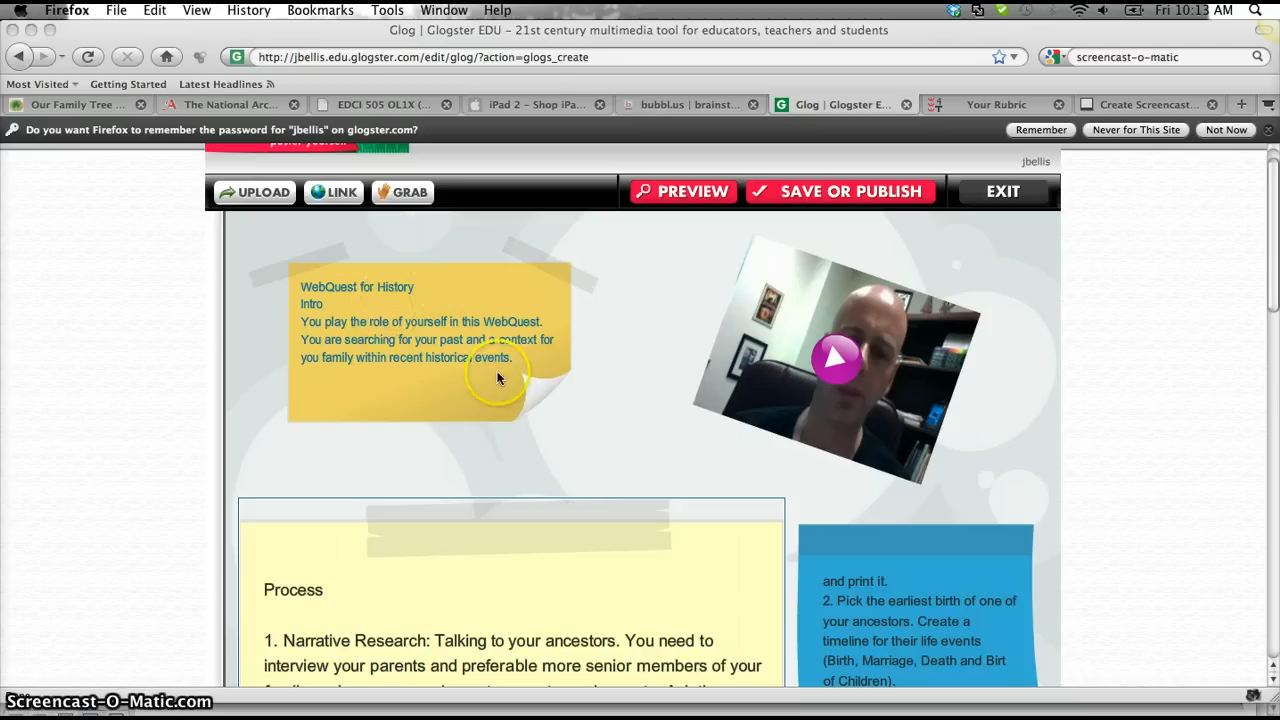 Firefox File Edit View History Bookmarks Tools Window Help Fri 10:13 AM
Glog | Glogster EDU - 21st century multimedia tool for educators, teachers and students
http://jbellis.edu.glogster.com/edit/glog/?action=glogs_create screencast-o-matic
Most Visited Getting Started Latest Headlines
Our Family Tree ... The National Arc... EDCI 505 OL1X (... iPad 2 - Shop iPa... bubbl.us | brainst... Glog | Glogster E... Your Rubric Create Screencast...
Do you want Firefox to remember the password for "jbellis" on glogster.com? Remember Never for This Site Not Now
poster yourself
jbellis
UPLOAD LINK GRAB PREVIEW SAVE OR PUBLISH EXIT
WebQuest for History
Intro
You play the role of yourself in this WebQuest.
You are searching for your past and a context for
you family within recent historical events.
Process
1. Narrative Research: Talking to your ancestors. You need to
interview your parents and preferable more senior members of your
and print it.
2. Pick the earliest birth of one of
your ancestors. Create a
timeline for their life events
(Birth, Marriage, Death and Birt
of Children).
Screencast-O-Matic.com